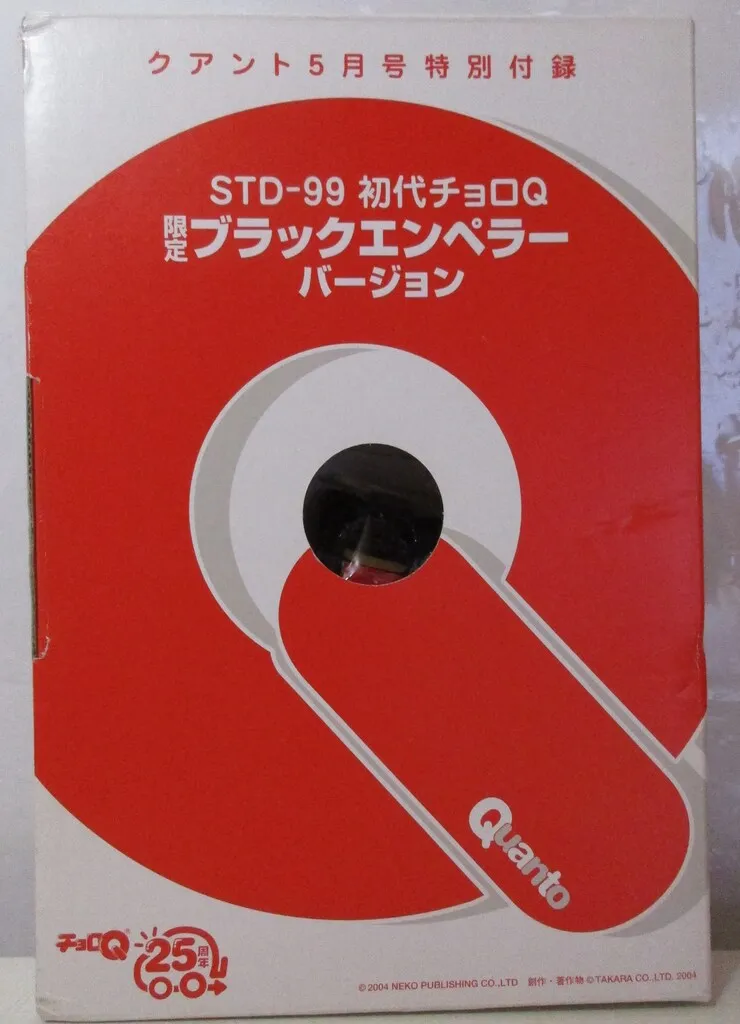 クアント5月号特別付録
STD-99 初代チョロQ
限定ブラックエンペラー
バージョン
Quanto
チョロQ® 25周年
©2004 NEKO PUBLISHING CO.,LTD 創作・著作物 ©TAKARA CO.,LTD. 2004